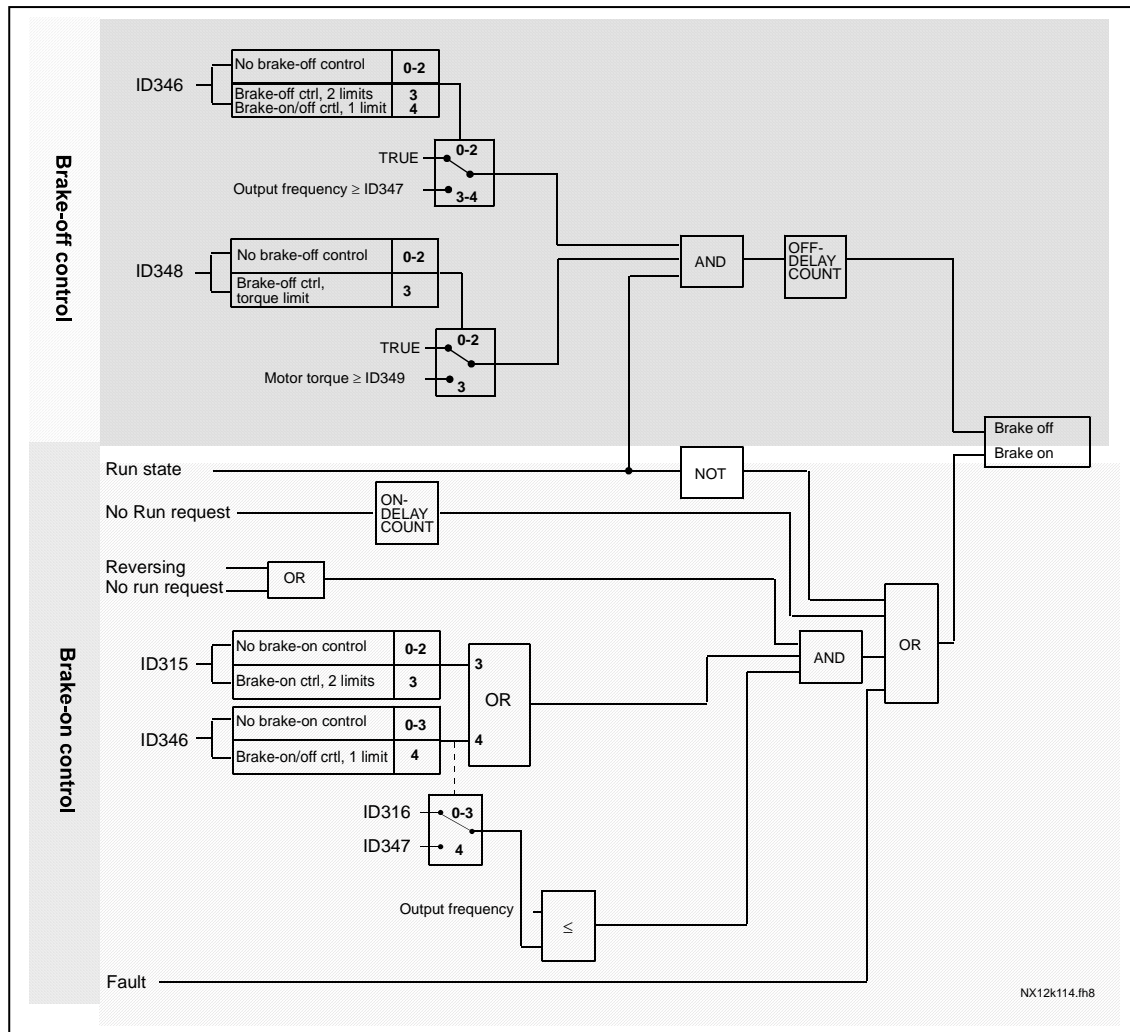 Brake-off control
ID346
No brake-off control 0-2
Brake-off ctrl, 2 limits 3
Brake-on/off crtl, 1 limit 4
TRUE
0-2
Output frequency ≥ ID347
3-4
ID348
No brake-off control 0-2
Brake-off ctrl,
torque limit 3
TRUE
0-2
Motor torque ≥ ID349
3
AND
OFF-
DELAY
COUNT
Brake off
Brake on
Brake-on control
Run state
NOT
No Run request
ON-
DELAY
COUNT
Reversing
No run request
OR
ID315
No brake-on control 0-2
Brake-on ctrl, 2 limits 3
ID346
No brake-on control 0-3
Brake-on/off crtl, 1 limit 4
3
OR
4
AND
OR
ID316
0-3
ID347
4
Output frequency
≤
Fault
NX12k114.fh8